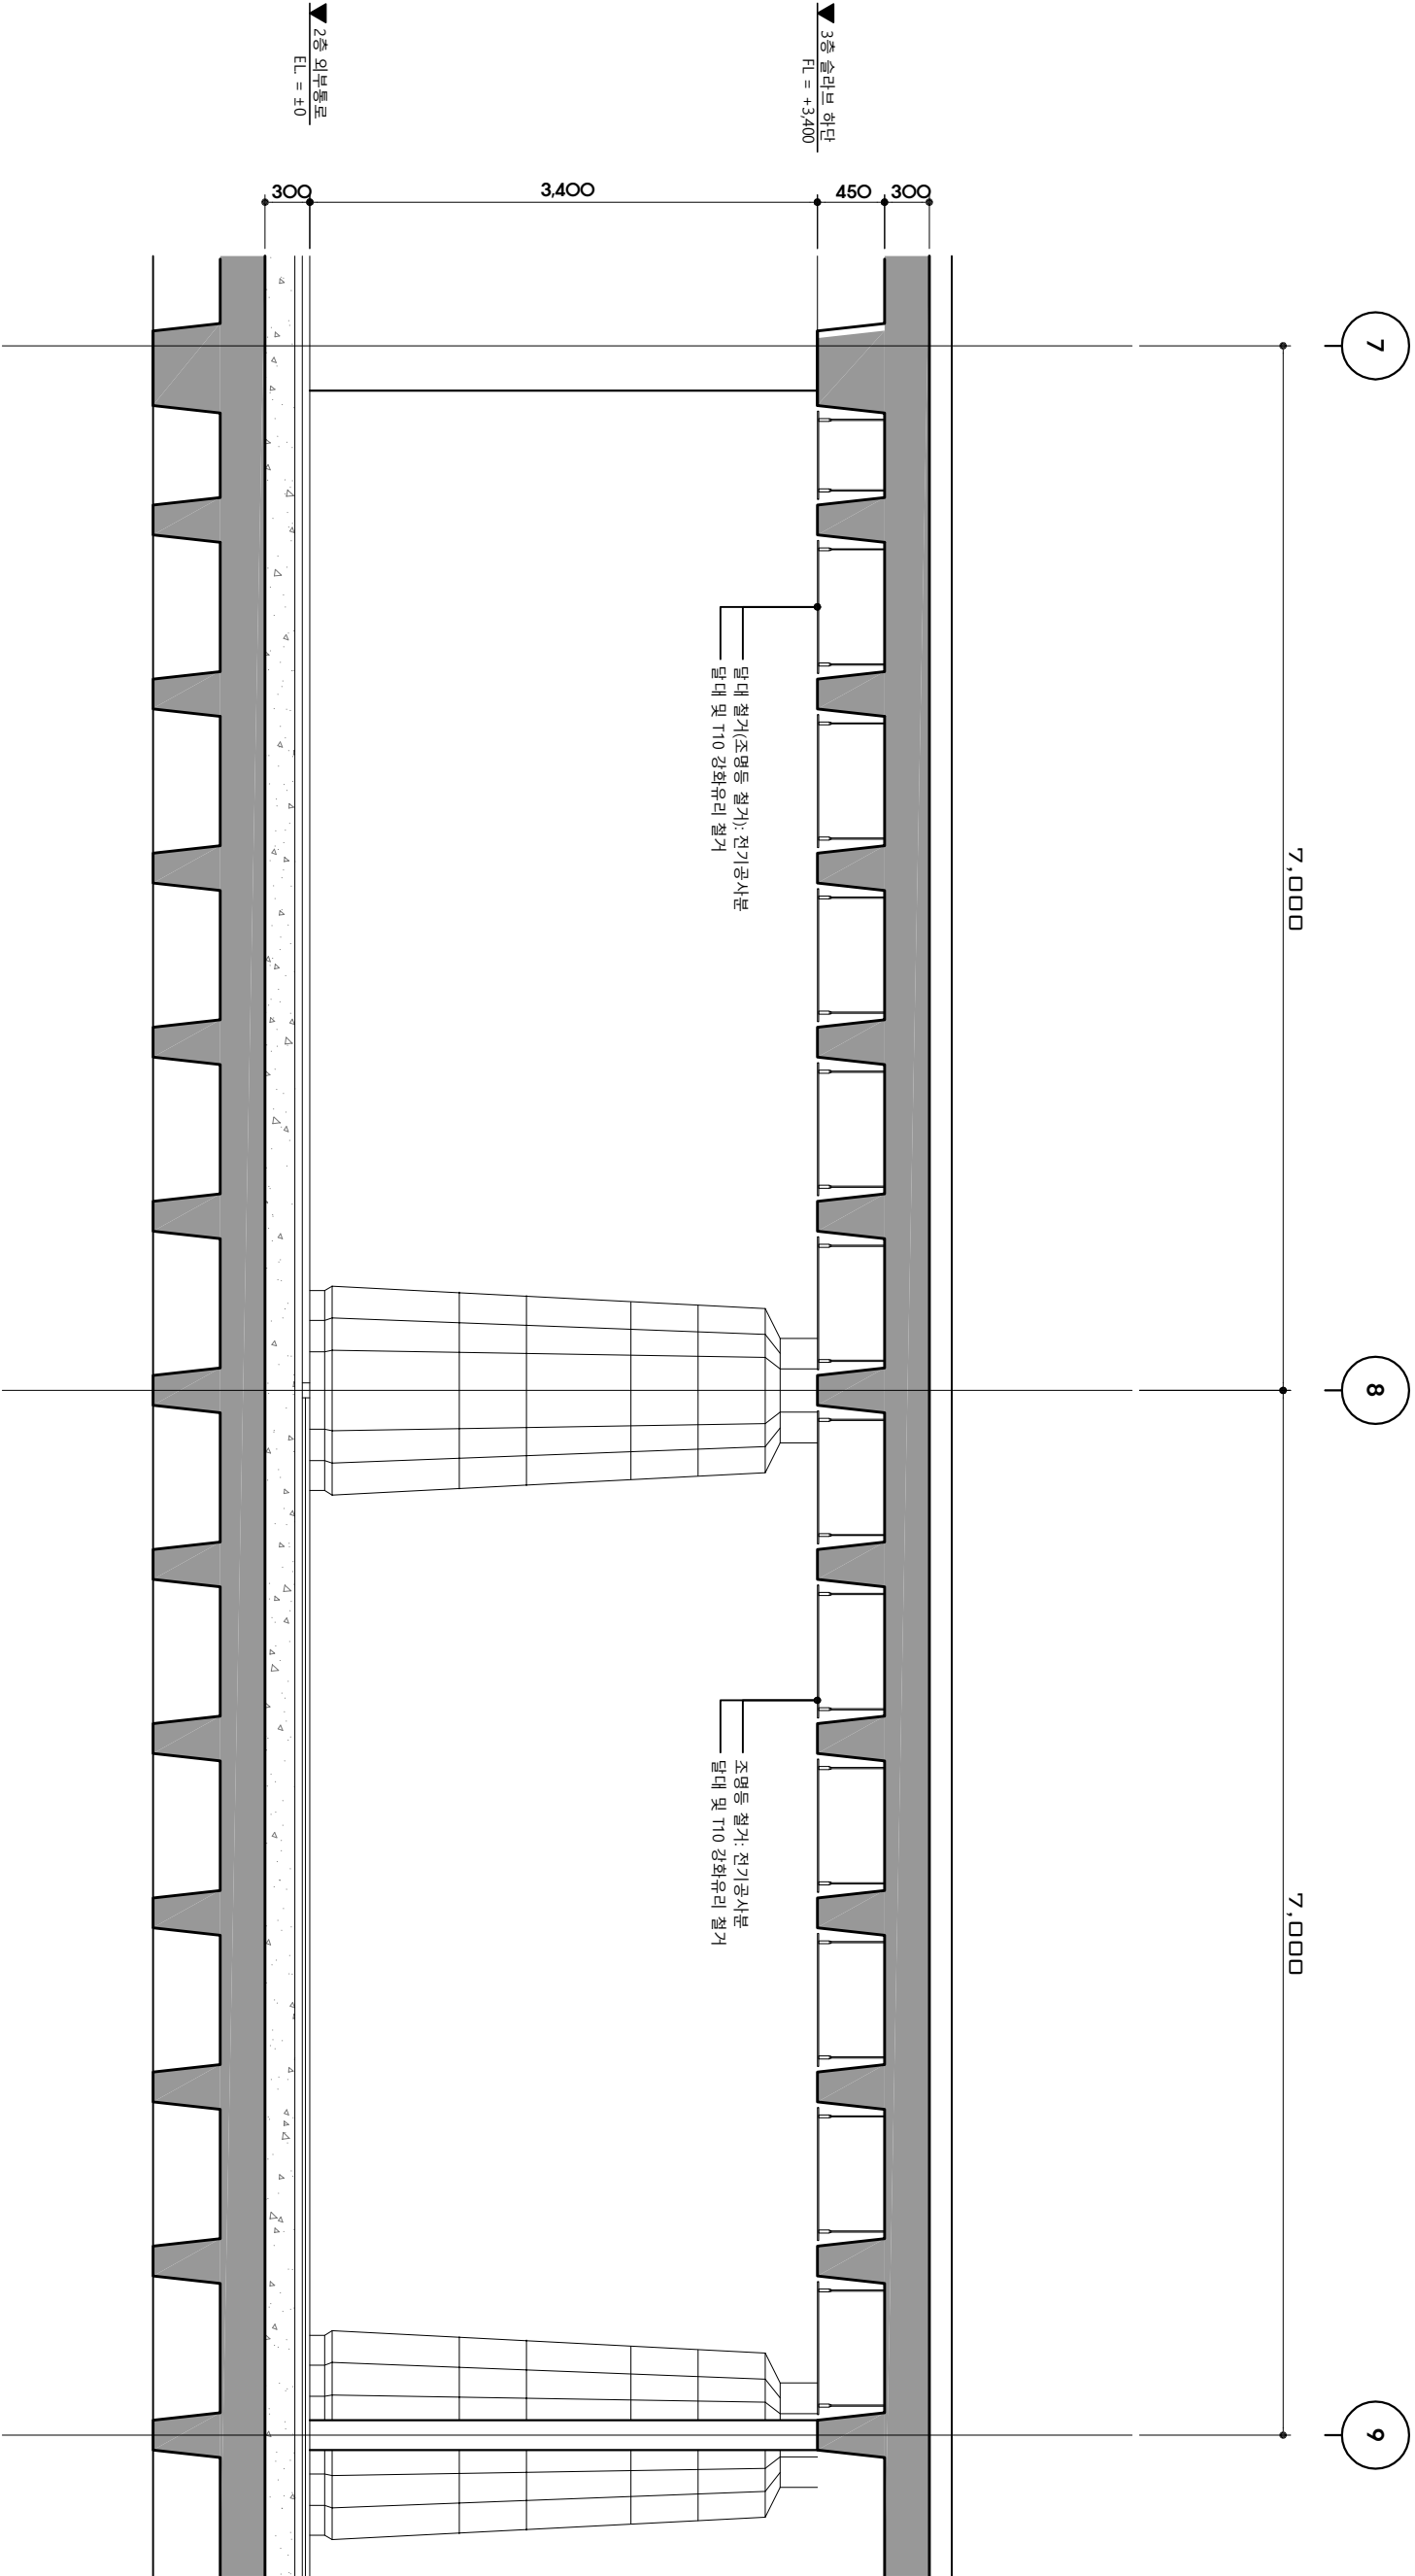 2층 외부통로
EL. = ±0
3층 슬라브 하단
FL = +3,400
300
3,400
450
300
7
8
9
7,000
7,000
달대 철거(조명등 철거): 전기공사분
달대 및 T10 강화유리 철거
조명등 철거: 전기공사분
달대 및 T10 강화유리 철거